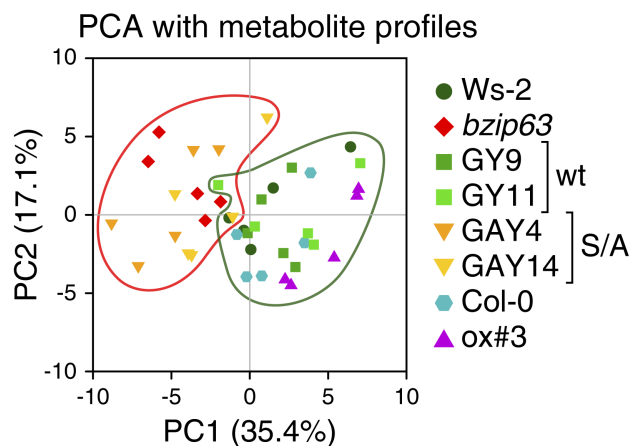 PCA with metabolite profiles
10
5
0
-5
-10
PC2 (17.1%)
-10 -5 0 5 10
PC1 (35.4%)
Ws-2
bzip63
GY9
GY11
wt
GAY4
GAY14
S/A
Col-0
ox#3